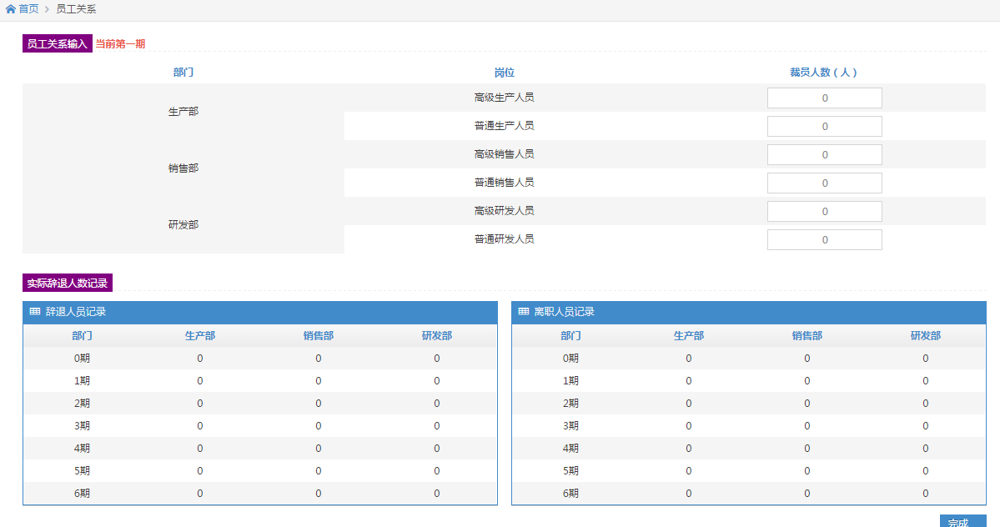 首页 > 员工关系
员工关系输入 当前第一期
部门 岗位 裁员人数（人）
生产部 高级生产人员 0
普通生产人员 0
销售部 高级销售人员 0
普通销售人员 0
研发部 高级研发人员 0
普通研发人员 0
实际辞退人数记录
辞退人员记录
部门 生产部 销售部 研发部
0期 0 0 0
1期 0 0 0
2期 0 0 0
3期 0 0 0
4期 0 0 0
5期 0 0 0
6期 0 0 0
离职人员记录
部门 生产部 销售部 研发部
0期 0 0 0
1期 0 0 0
2期 0 0 0
3期 0 0 0
4期 0 0 0
5期 0 0 0
6期 0 0 0
完成